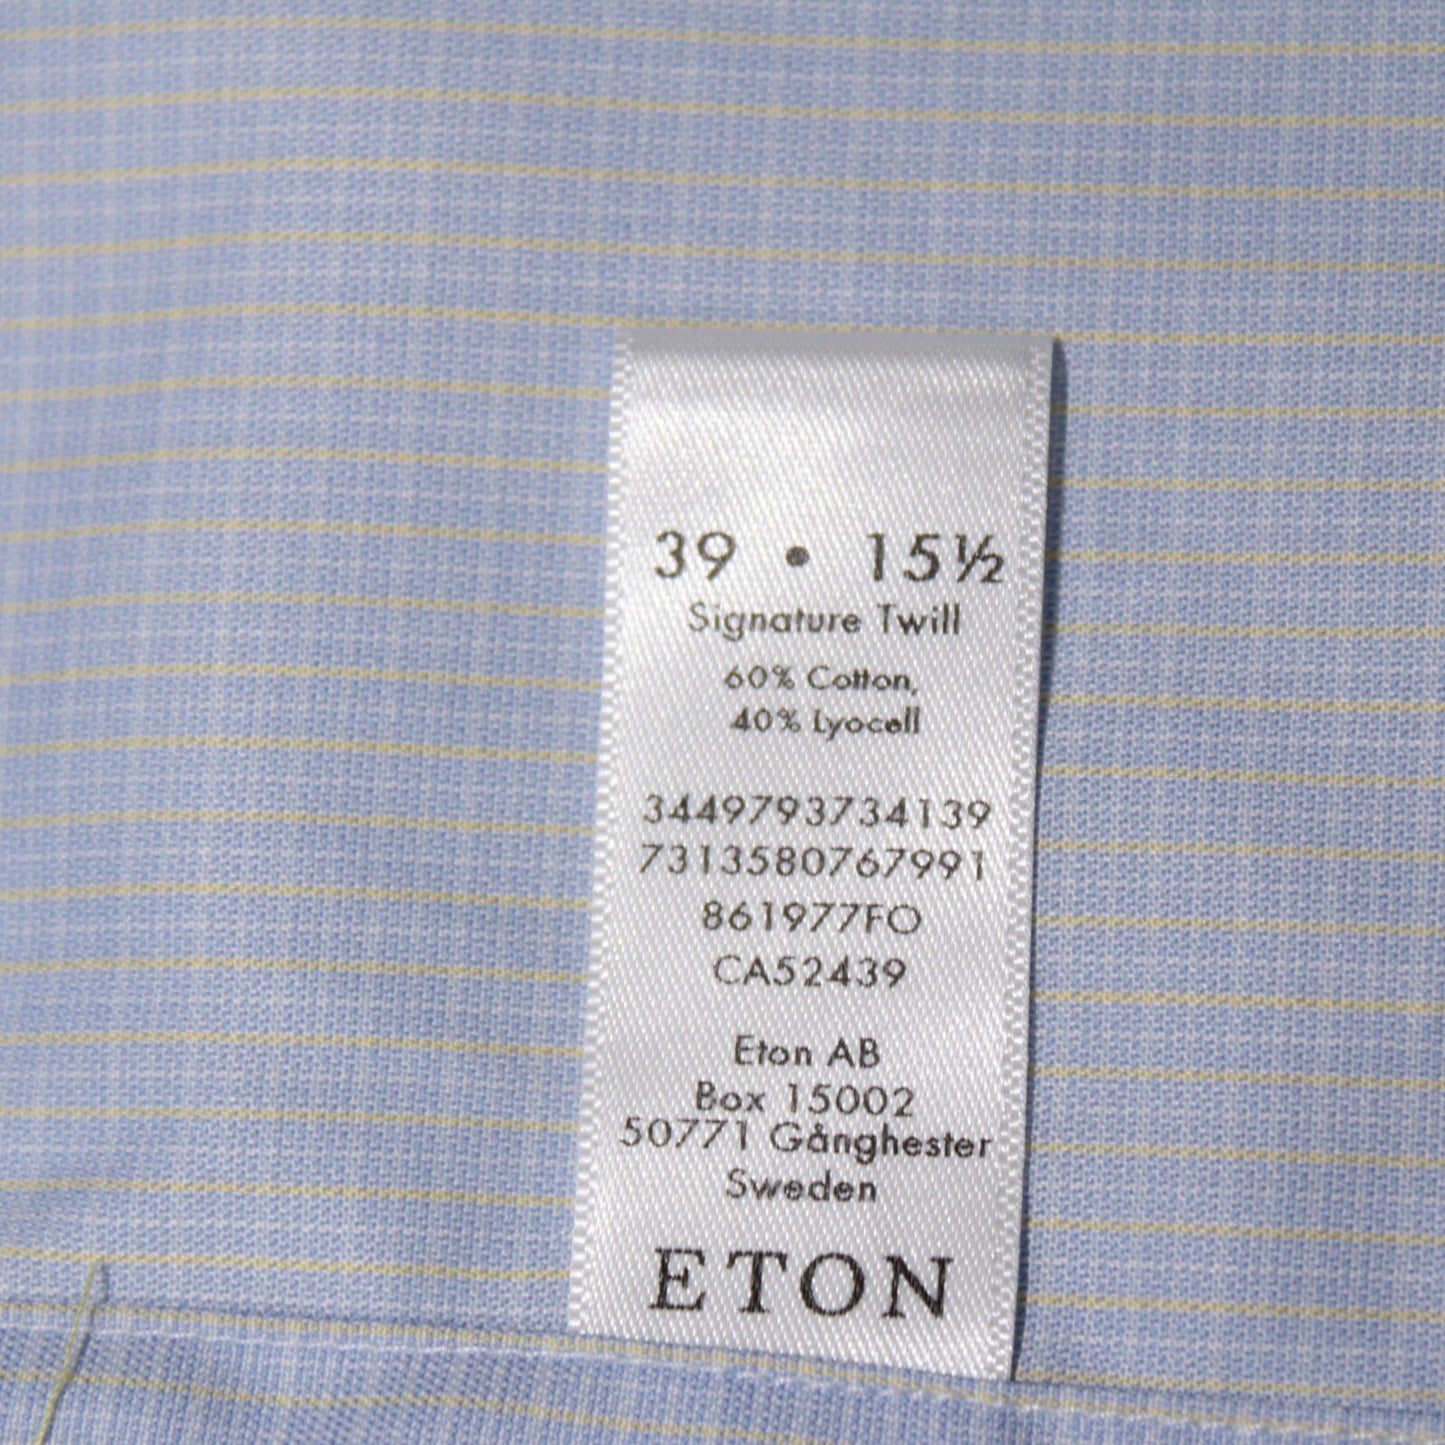 39 • 15½
Signature Twill
60% Cotton,
40% Lyocell
3449793734139
7313580767991
861977FO
CA52439
Eton AB
Box 15002
50771 Gånghester
Sweden
ETON